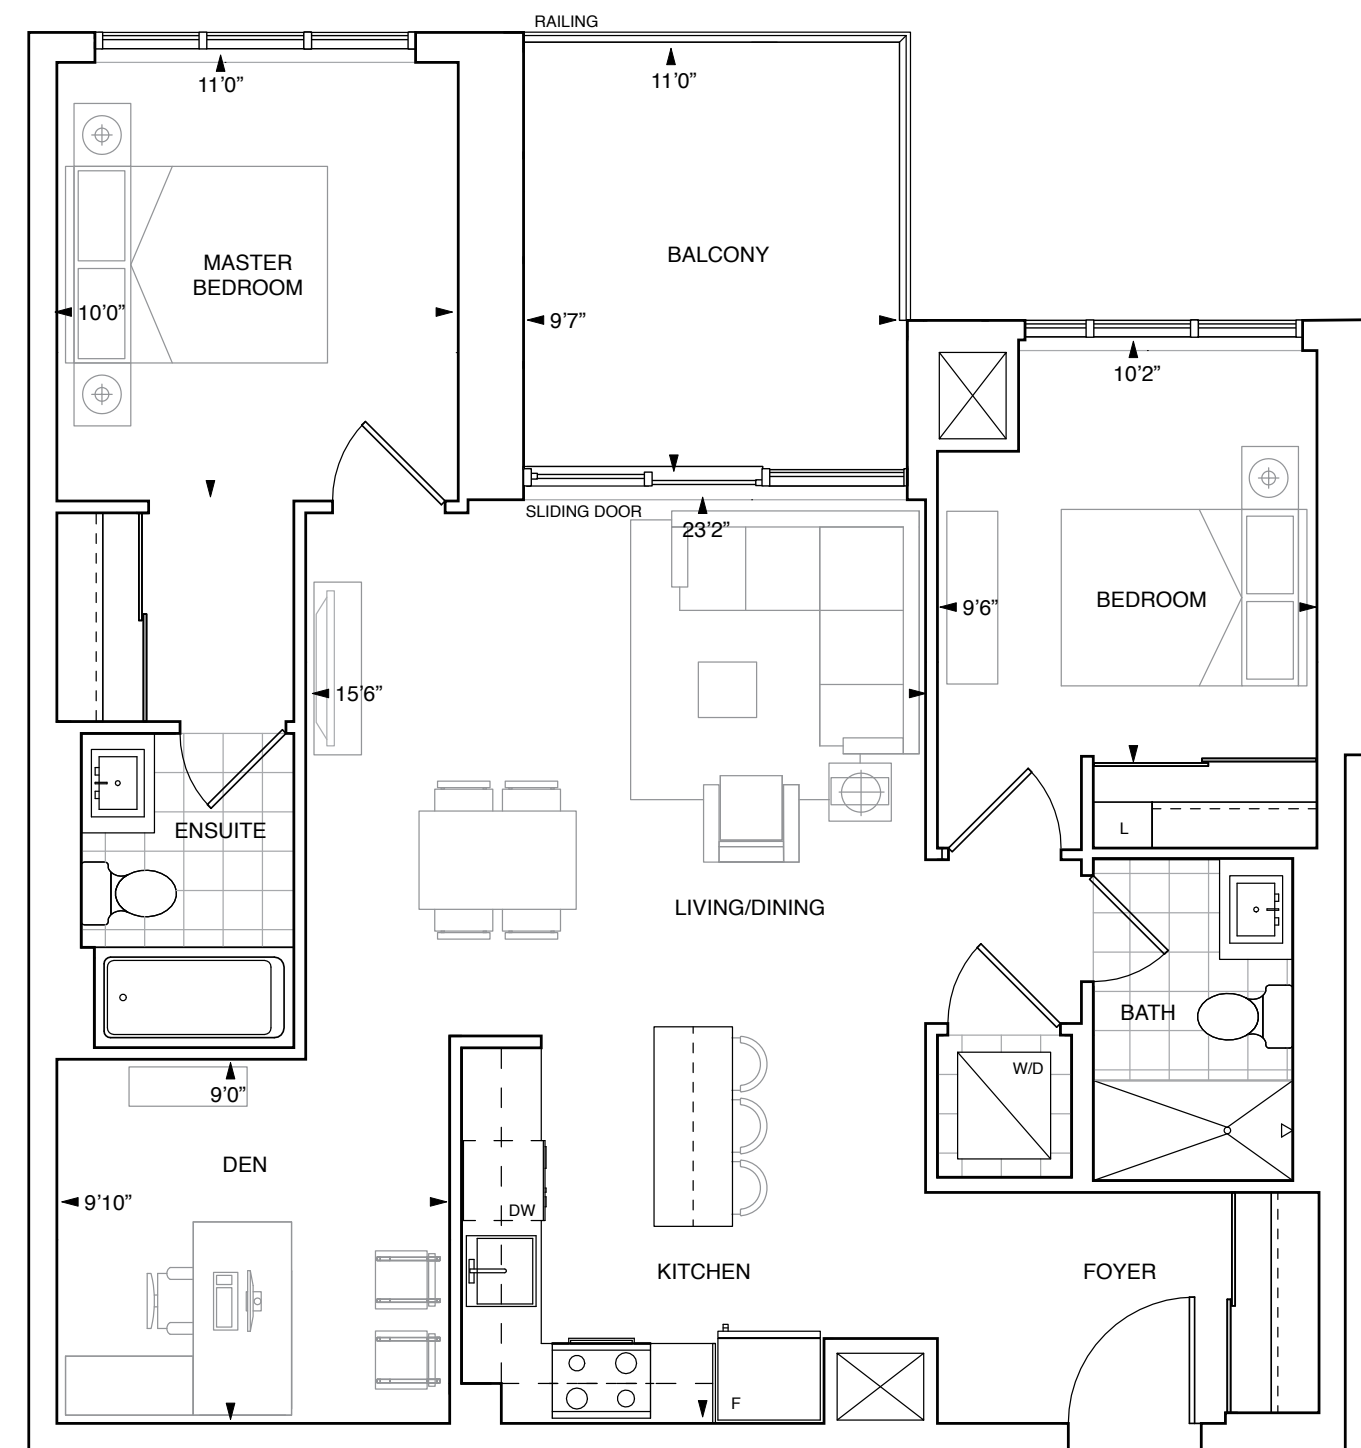 RAILING
11’0”
11’0”
MASTER
BEDROOM
BALCONY
10’0”
9’7”
10’2”
SLIDING DOOR
23’2”
BEDROOM
9’6”
15’6”
ENSUITE
L
LIVING/DINING
BATH
W/D
9’0”
DEN
9’10”
DW
KITCHEN
FOYER
F